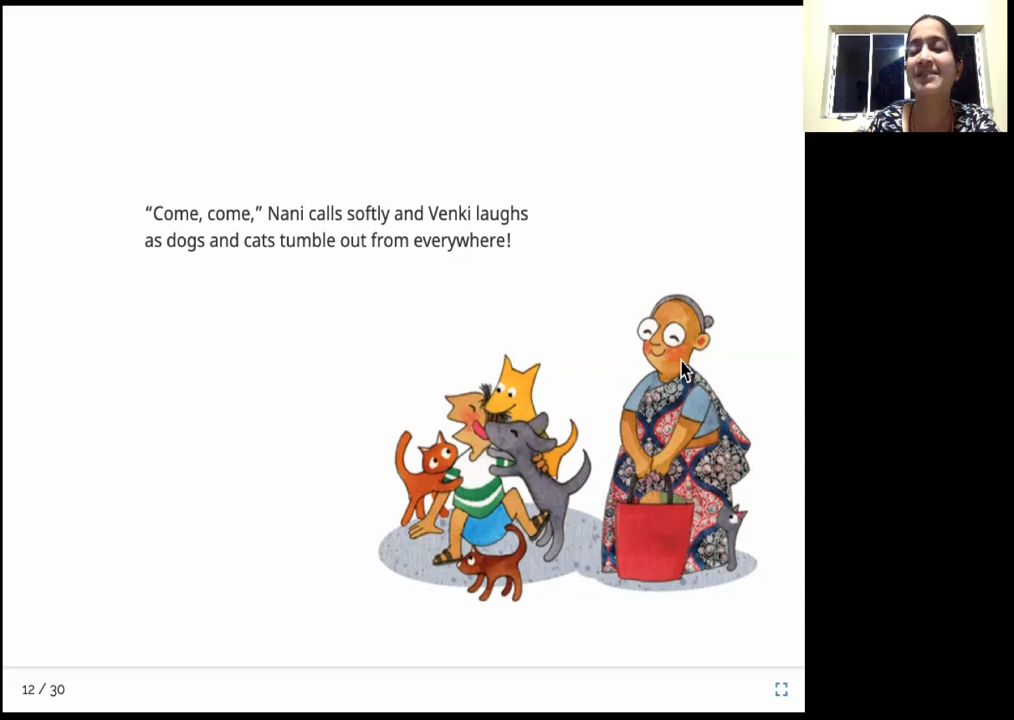 “Come, come,” Nani calls softly and Venki laughs
as dogs and cats tumble out from everywhere!
12 / 30